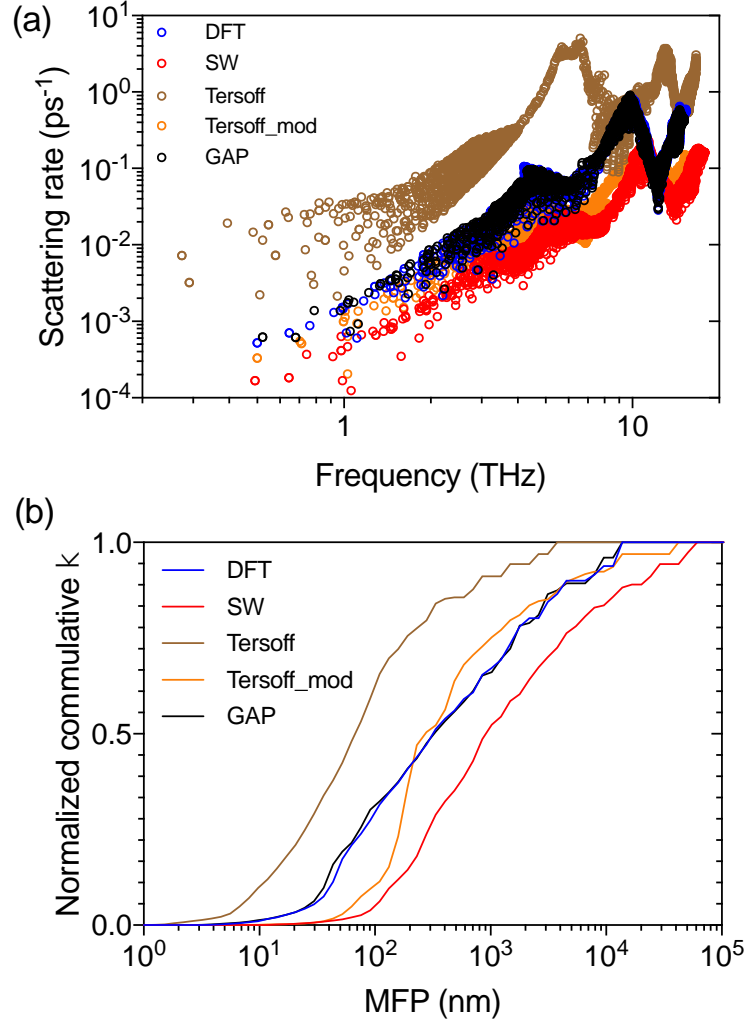 (a)
10¹
10⁰
10⁻¹
10⁻²
10⁻³
10⁻⁴
Scattering rate (ps⁻¹)
DFT
SW
Tersoff
Tersoff_mod
GAP
1
10
Frequency (THz)
(b)
1.0
0.5
0.0
Normalized commulative κ
DFT
SW
Tersoff
Tersoff_mod
GAP
10⁰
10¹
10²
10³
10⁴
10⁵
MFP (nm)